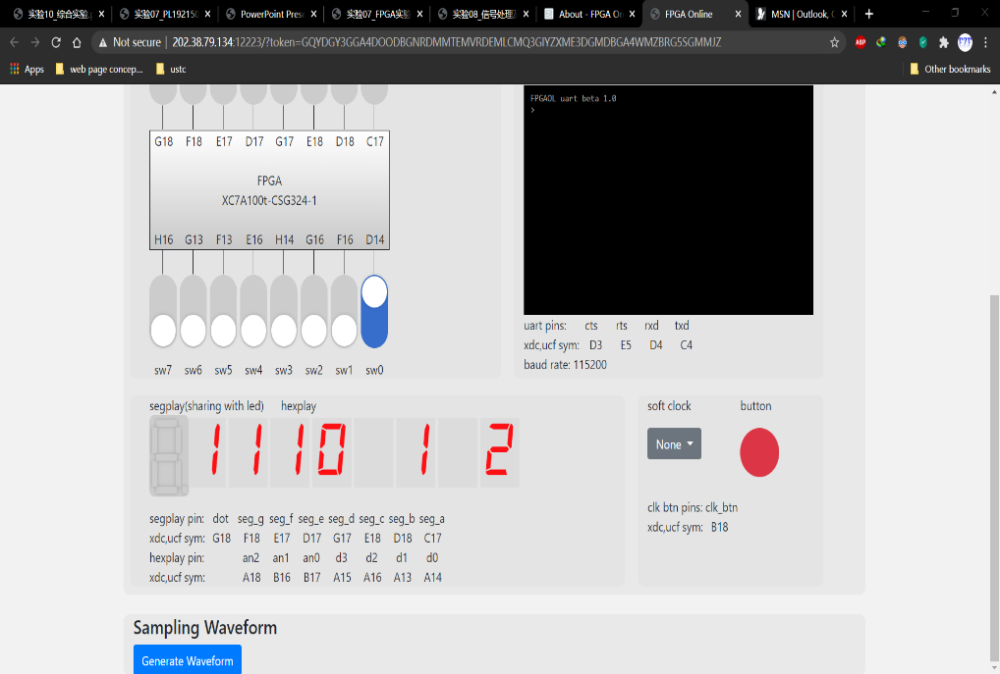 实验10_综合实验.p
实验07_PL19215C
PowerPoint Pres
实验07_FPGA实验
实验08_信号处理
About - FPGA On
FPGA Online
MSN | Outlook, O
Not secure | 202.38.79.134:12223/?token=GQYDGY3GGA4DOODBGNRDMMTEMVRDEMLCMQ3GIYZXME3DGMDBGA4WMZBRG5SGMMJZ
ABP
Apps
web page concep...
ustc
Other bookmarks
G18 F18 E17 D17 G17 E18 D18 C17
FPGA
XC7A100t-CSG324-1
H16 G13 F13 E16 H14 G16 F16 D14
sw7 sw6 sw5 sw4 sw3 sw2 sw1 sw0
FPGAOL uart beta 1.0
>
uart pins: cts rts rxd txd
xdc,ucf sym: D3 E5 D4 C4
baud rate: 115200
segplay(sharing with led) hexplay
1 1 1 0 1 2
segplay pin: dot seg_g seg_f seg_e seg_d seg_c seg_b seg_a
xdc,ucf sym: G18 F18 E17 D17 G17 E18 D18 C17
hexplay pin: an2 an1 an0 d3 d2 d1 d0
xdc,ucf sym: A18 B16 B17 A15 A16 A13 A14
soft clock button
None
clk btn pins: clk_btn
xdc,ucf sym: B18
Sampling Waveform
Generate Waveform